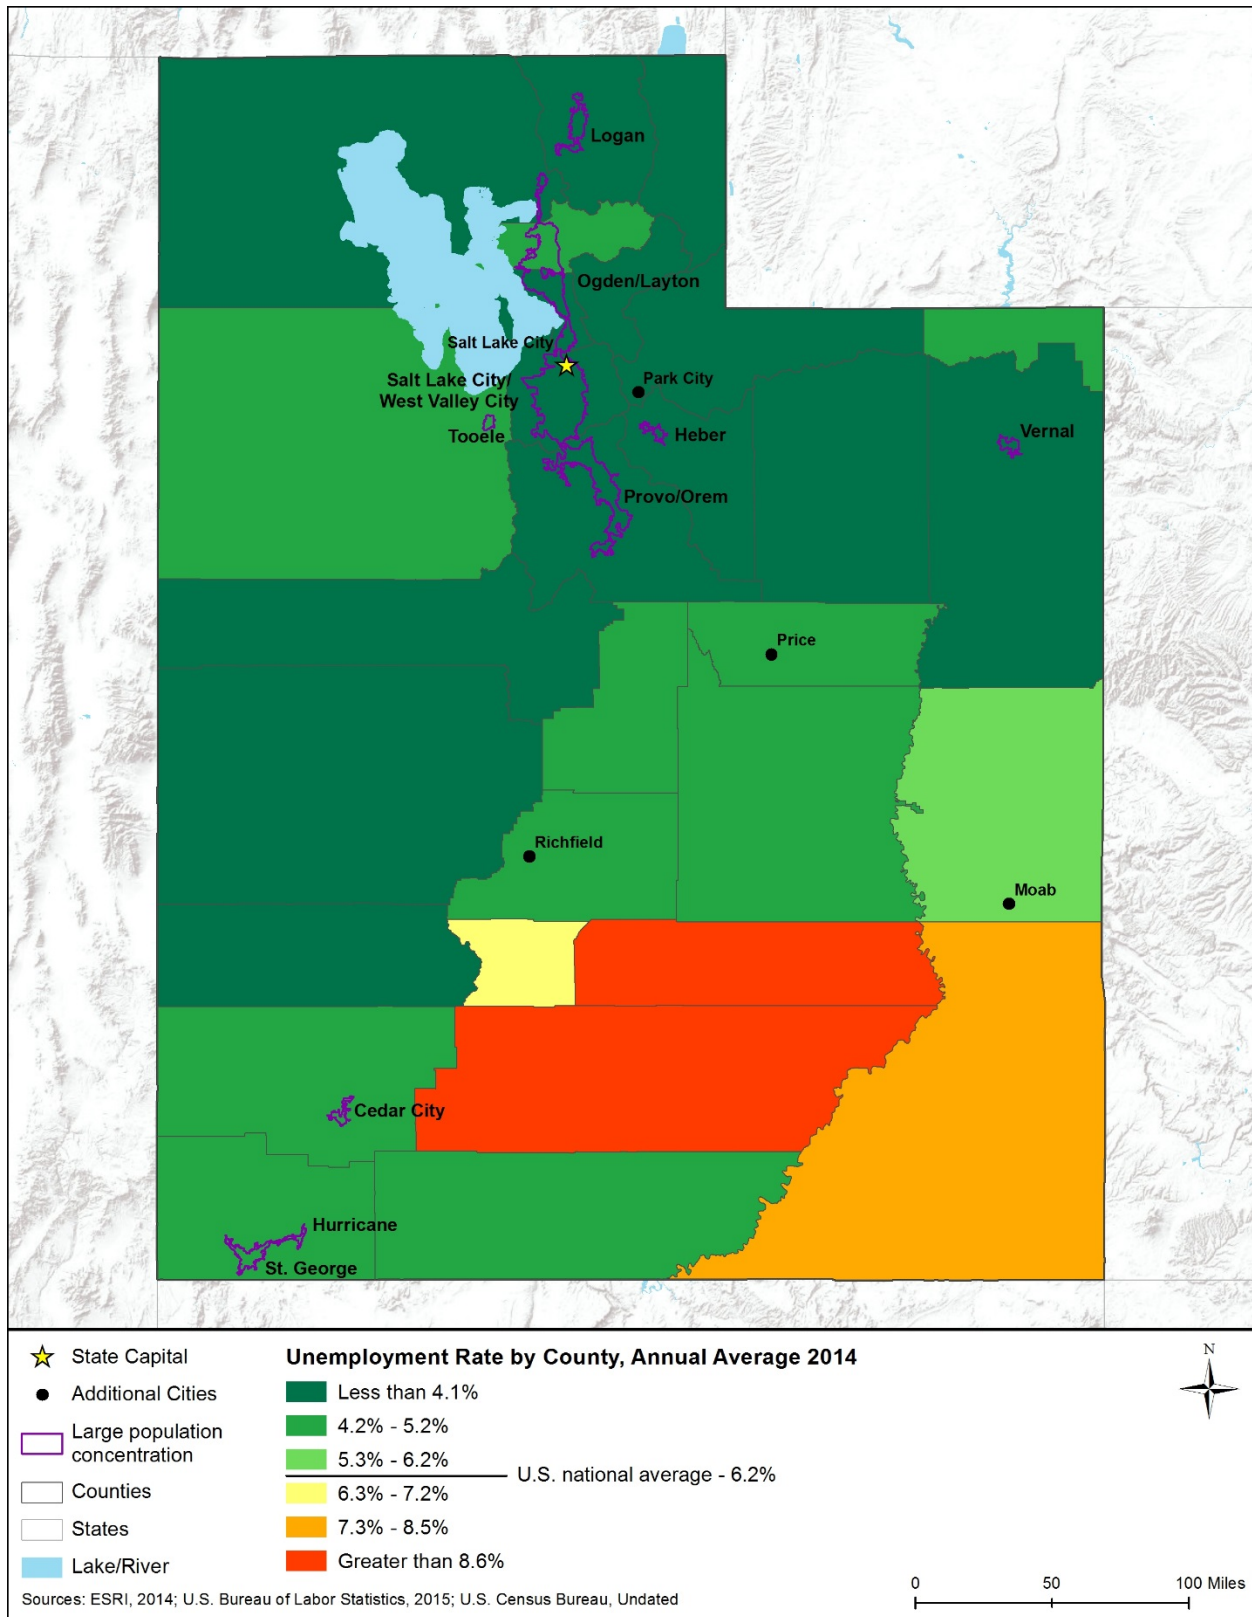 Logan
Ogden/Layton
Salt Lake City
Salt Lake City/
West Valley City
Park City
Tooele
Heber
Vernal
Provo/Orem
Price
Richfield
Moab
Cedar City
Hurricane
St. George
State Capital
Additional Cities
Large population
concentration
Counties
States
Lake/River
Unemployment Rate by County, Annual Average 2014
Less than 4.1%
4.2% - 5.2%
5.3% - 6.2%
U.S. national average - 6.2%
6.3% - 7.2%
7.3% - 8.5%
Greater than 8.6%
N
0 50 100 Miles
Sources: ESRI, 2014; U.S. Bureau of Labor Statistics, 2015; U.S. Census Bureau, Undated